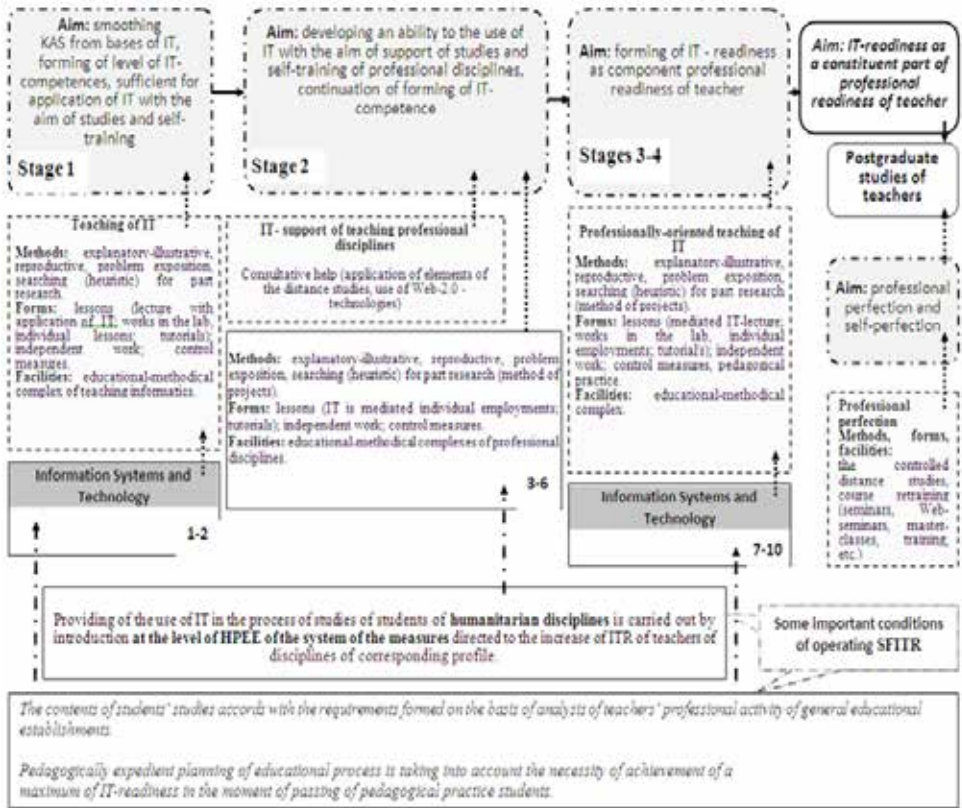 Aim: smoothing
KAS from bases of IT,
forming of level of IT-
competences, sufficient for
application of IT with the
aim of studies and self-
training
Stage 1
Aim: developing an ability to the use of
IT with the aim of support of studies and
self-training of professional disciplines,
continuation of forming of IT-
competence
Stage 2
Aim: forming of IT - readiness
as component professional
readiness of teacher
Stages 3-4
Aim: IT-readiness as
a constituent part of
professional
readiness of teacher
Postgraduate
studies of
teachers
Aim: professional
perfection and
self-perfection
Professional
perfection
Methods, forms,
facilities:
the controlled
distance studies,
course retraining
(seminars, Web-
seminars, master-
classes, training,
etc.)
Teaching of IT
Methods: explanatory-illustrative,
reproductive, problem exposition,
searching (heuristic) for part
research.
Forms: lessons (lecture with
application of IT; works in the lab,
individual lessons; tutorials);
independent work; control
measures.
Facilities: educational-methodical
complex of teaching informatics.
Information Systems and
Technology
1-2
IT- support of teaching professional
disciplines
Consultative help (application of elements of
the distance studies, use of Web-2.0 -
technologies)
Methods: explanatory-illustrative, reproductive, problem
exposition, searching (heuristic) for part research (method of
projects).
Forms: lessons (IT is mediated individual employments;
tutorials); independent work; control measures.
Facilities: educational-methodical complexes of professional
disciplines.
3-6
Professionally-oriented teaching of
IT
Methods: explanatory-illustrative,
reproductive, problem exposition,
searching (heuristic) for part research
(method of projects).
Forms: lessons (mediated IT-lecture;
works in the lab, individual
employments; tutorials); independent
work; control measures, pedagogical
practice.
Facilities: educational-methodical
complex.
Information Systems and
Technology
7-10
Providing of the use of IT in the process of studies of students of humanitarian disciplines is carried out by
introduction at the level of HPEE of the system of the measures directed to the increase of ITR of teachers of
disciplines of corresponding profile.
Some important conditions
of operating SFITR
The contents of students' studies accords with the requirements formed on the basis of analysis of teachers' professional activity of general educational
establishments.
Pedagogically expedient planning of educational process is taking into account the necessity of achievement of a
maximum of IT-readiness in the moment of passing of pedagogical practice students.